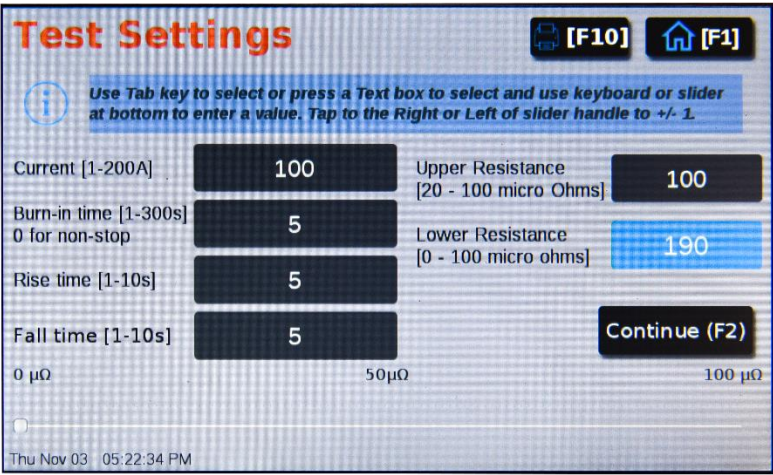 Test Settings
[F10]
[F1]
Use Tab key to select or press a Text box to select and use keyboard or slider
at bottom to enter a value. Tap to the Right or Left of slider handle to +/- 1.
Current [1-200A]
100
Burn-in time [1-300s]
0 for non-stop
5
Rise time [1-10s]
5
Fall time [1-10s]
5
Upper Resistance
[20 - 100 micro Ohms]
100
Lower Resistance
[0 - 100 micro ohms]
190
Continue (F2)
0 µΩ
50µΩ
100 µΩ
Thu Nov 03 05:22:34 PM